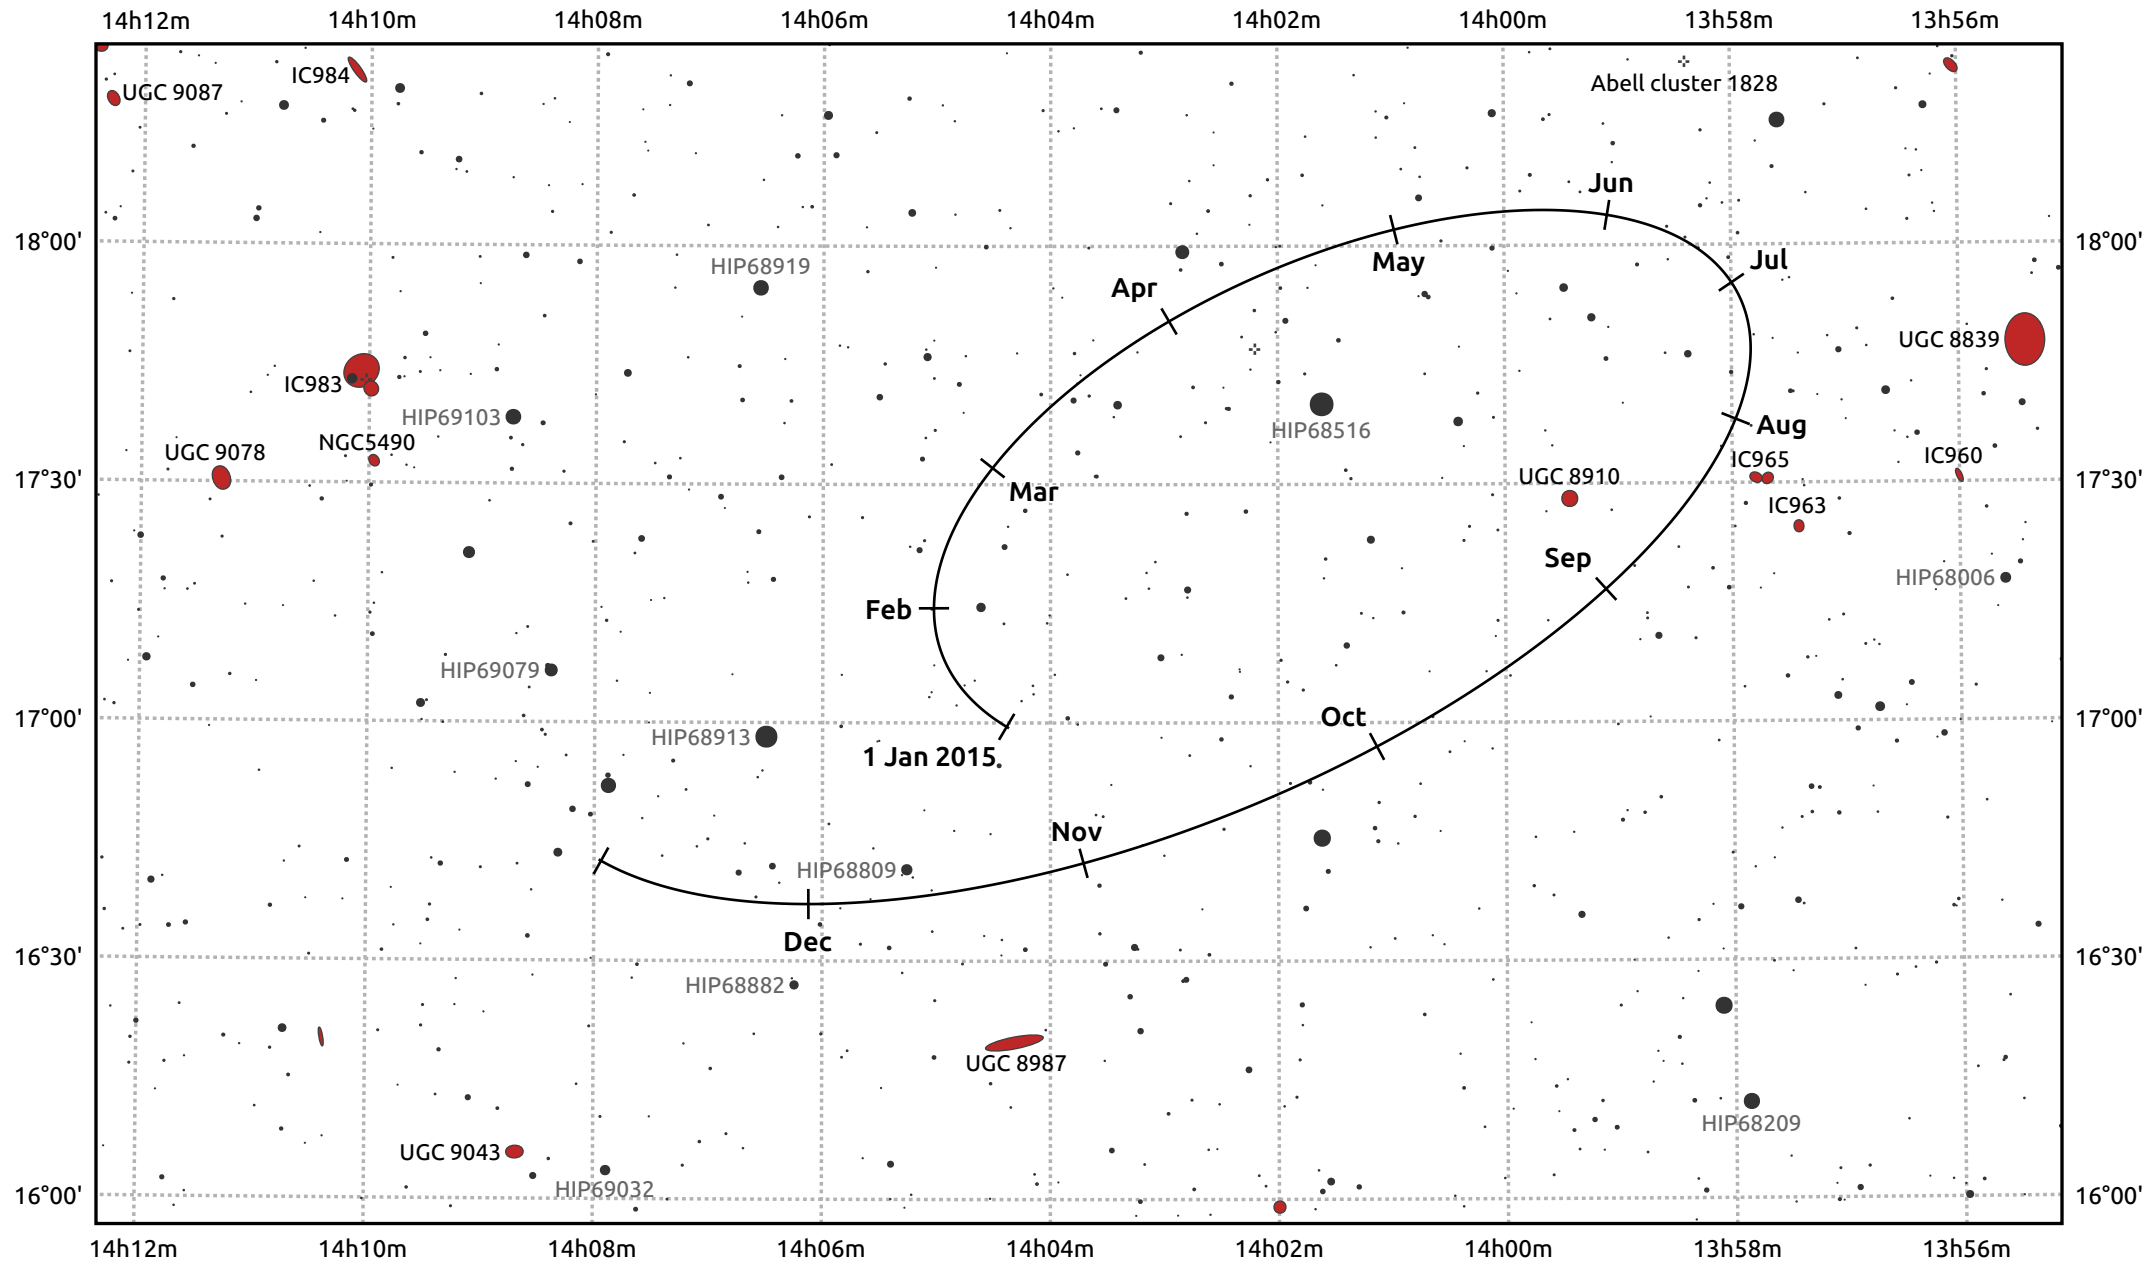 14h12m 14h10m 14h08m 14h06m 14h04m 14h02m 14h00m 13h58m 13h56m
IC984
UGC 9087
Abell cluster 1828
Jun
18°00' 18°00'
May
Jul
HIP68919
Apr
UGC 8839
IC983
HIP69103
HIP68516
Aug
NGC5490
UGC 9078
IC965
IC960
17°30' 17°30'
UGC 8910
Mar
IC963
Sep
HIP68006
Feb
HIP69079
17°00' 17°00'
Oct
HIP68913
1 Jan 2015
Nov
HIP68809
Dec
16°30' 16°30'
HIP68882
UGC 8987
HIP68209
UGC 9043
HIP69032
16°00' 16°00'
14h12m 14h10m 14h08m 14h06m 14h04m 14h02m 14h00m 13h58m 13h56m